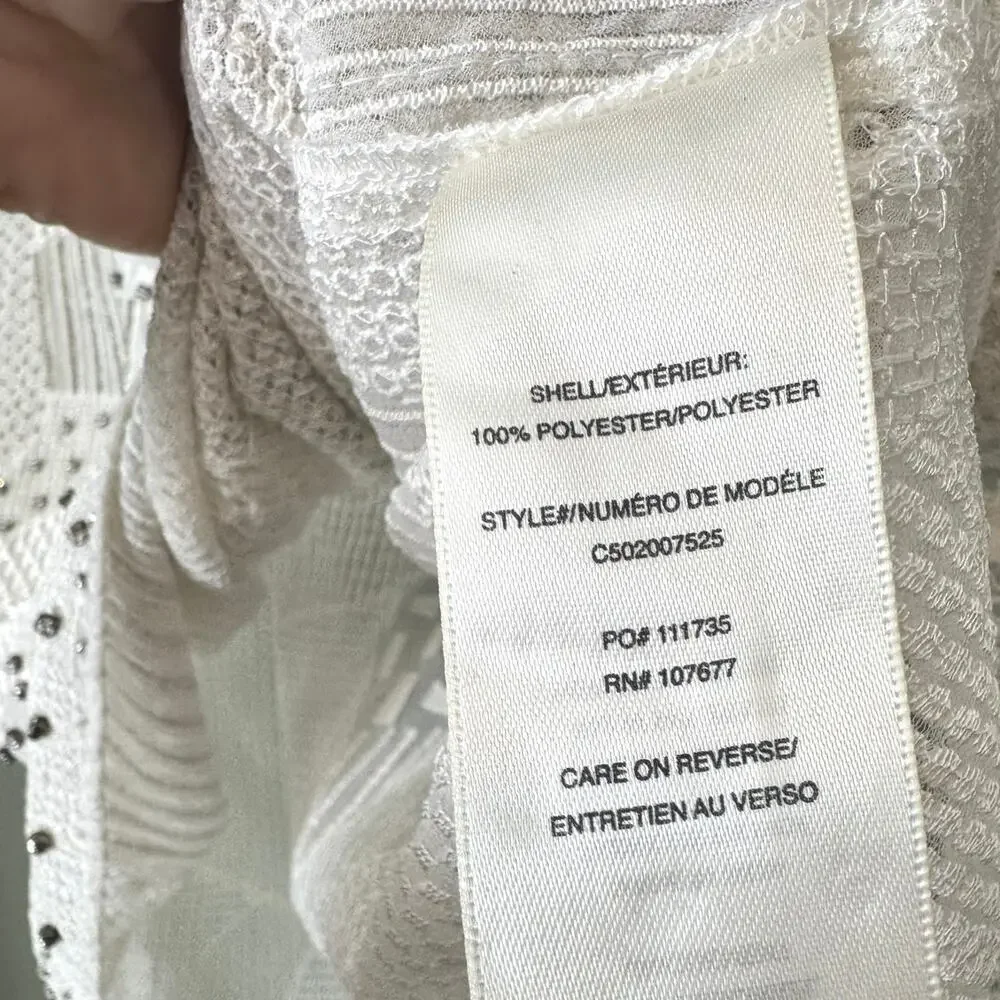 SHELL/EXTÉRIEUR:
100% POLYESTER/POLYESTER
STYLE#/NUMÉRO DE MODÉLE
C502007525
PO# 111735
RN# 107677
CARE ON REVERSE/
ENTRETIEN AU VERSO